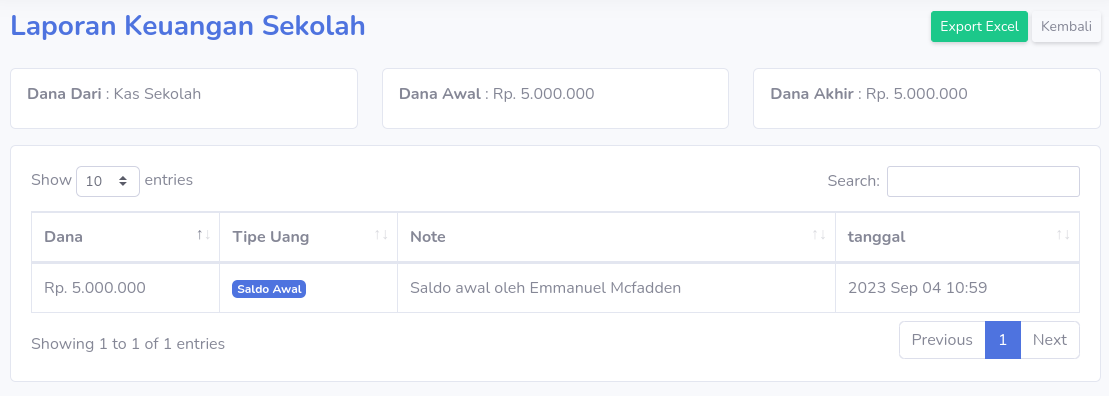 Laporan Keuangan Sekolah
Export Excel
Kembali
Dana Dari : Kas Sekolah
Dana Awal : Rp. 5.000.000
Dana Akhir : Rp. 5.000.000
Show 10 entries
Search:
Dana
Tipe Uang
Note
tanggal
Rp. 5.000.000
Saldo Awal
Saldo awal oleh Emmanuel Mcfadden
2023 Sep 04 10:59
Showing 1 to 1 of 1 entries
Previous
1
Next